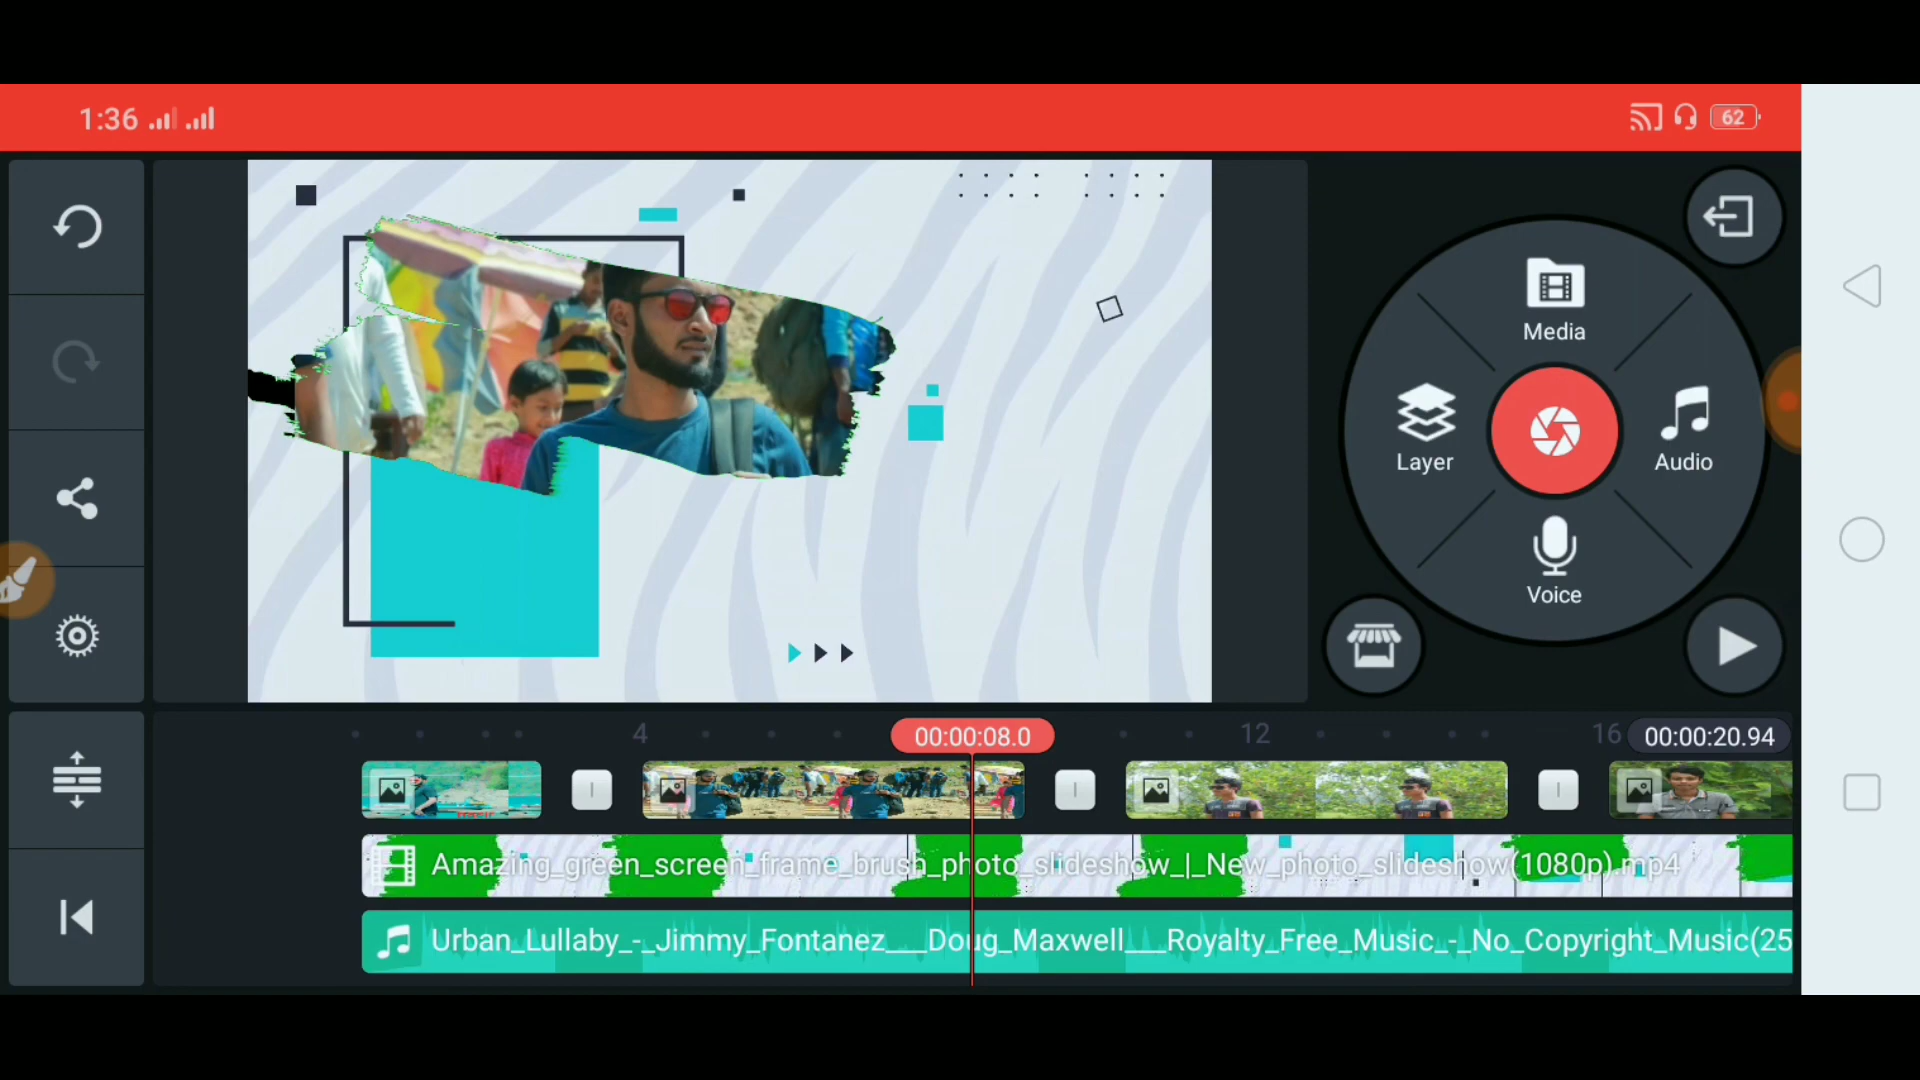 1:36
62
Media
Layer
Audio
Voice
4
00:00:08.0
12
16
00:00:20.94
Amazing_green_screen_frame_brush_photo_slideshow_|_New_photo_slideshow(1080p).mp4
Urban_Lullaby_-_Jimmy_Fontanez___Doug_Maxwell___Royalty_Free_Music_-_No_Copyright_Music(25